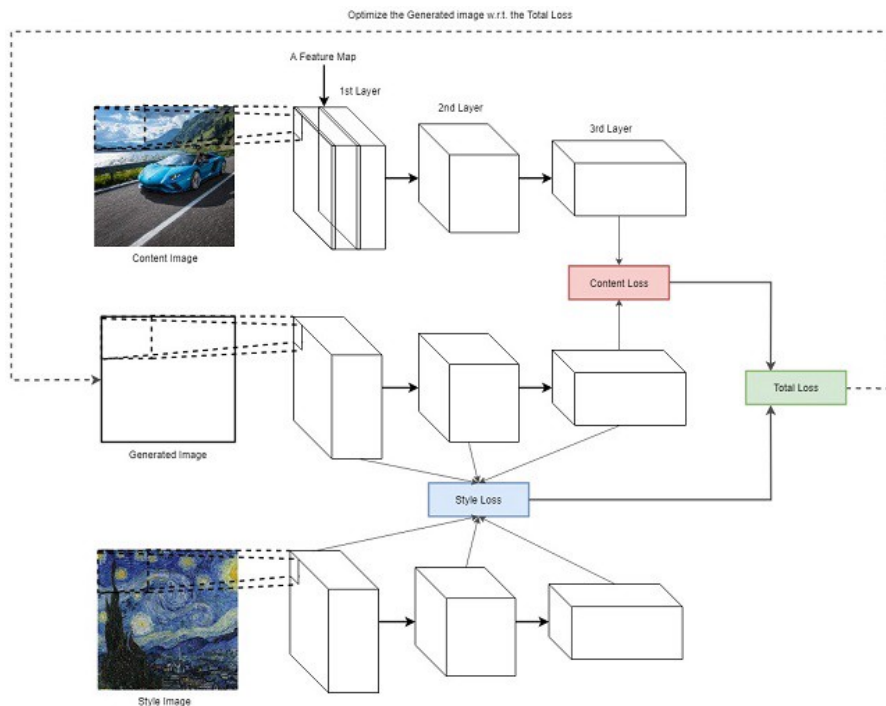 Optimize the Generated image w.r.t. the Total Loss
A Feature Map
1st Layer
2nd Layer
3rd Layer
Content Image
Content Loss
Total Loss
Generated Image
Style Loss
Style Image